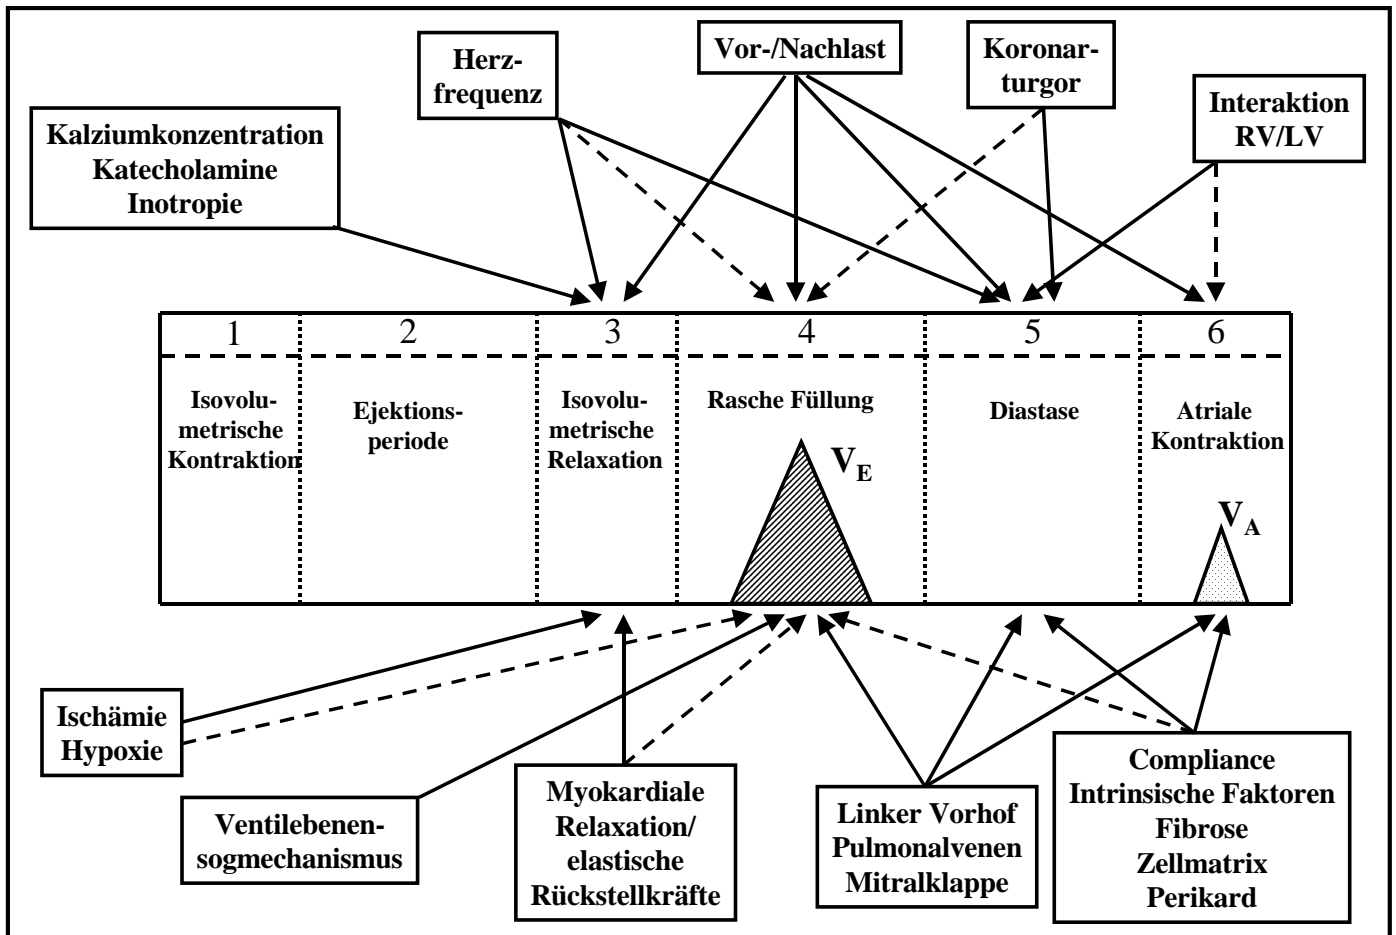 Herz-
frequenz
Vor-/Nachlast
Koronar-
turgor
Interaktion
RV/LV
Kalziumkonzentration
Katecholamine
Inotropie
1
2
3
4
5
6
Isovolu-
metrische
Kontraktion
Ejektions-
periode
Isovolu-
metrische
Relaxation
Rasche Füllung
Diastase
Atriale
Kontraktion
VE
VA
Ischämie
Hypoxie
Ventilebenen-
sogmechanismus
Myokardiale
Relaxation/
elastische
Rückstellkräfte
Linker Vorhof
Pulmonalvenen
Mitralklappe
Compliance
Intrinsische Faktoren
Fibrose
Zellmatrix
Perikard